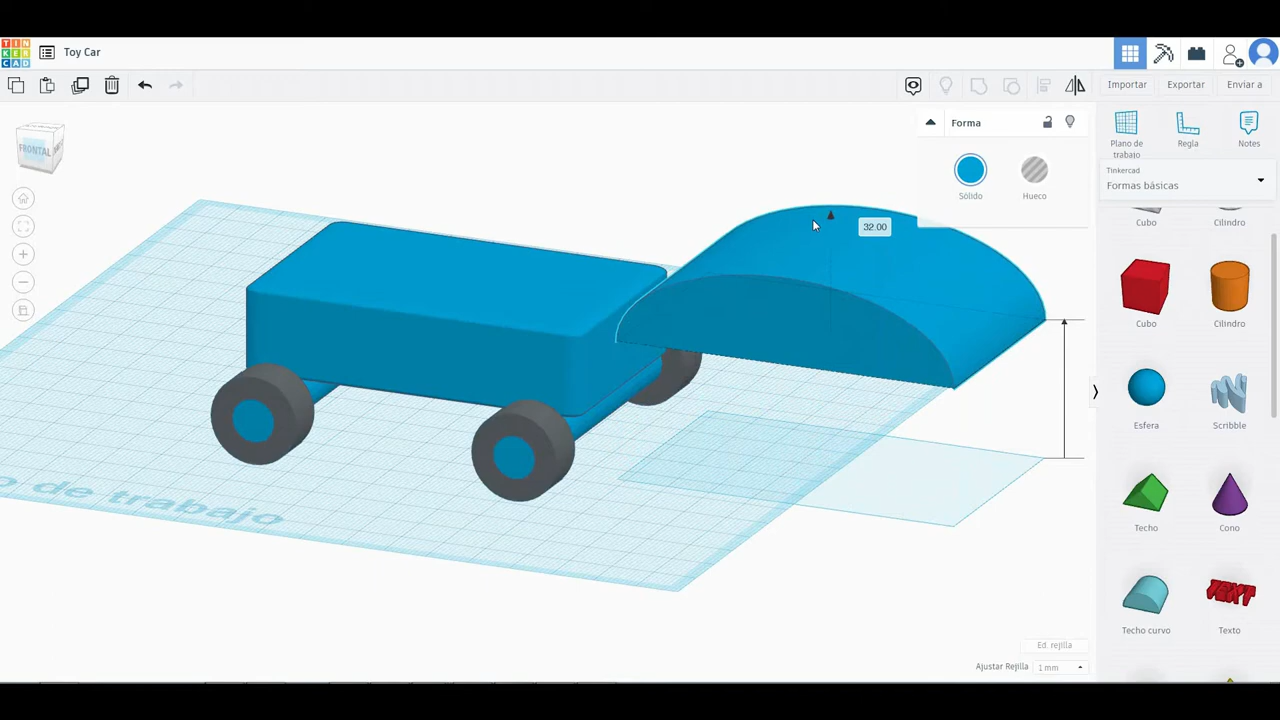 TIN
KER
CAD
Toy Car
Importar
Exportar
Enviar a
FRONTAL
Forma
Sólido
Hueco
Plano de
trabajo
Regla
Notes
Tinkercad
Formas básicas
32.00
Cubo
Cilindro
Cubo
Cilindro
Esfera
Scribble
Techo
Cono
TEXT
Techo curvo
Texto
o de trabajo
Ed. rejilla
Ajustar Rejilla
1 mm